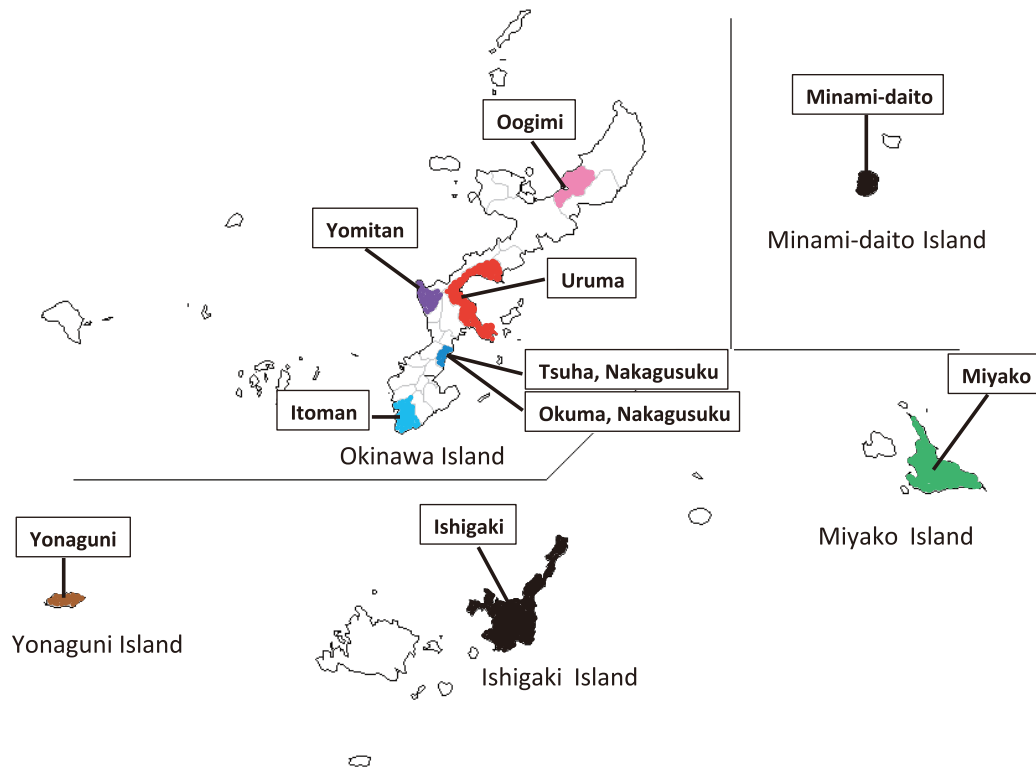 Minami-daito
Oogimi
Yomitan
Minami-daito Island
Uruma
Tsuha, Nakagusuku
Miyako
Itoman
Okuma, Nakagusuku
Okinawa Island
Ishigaki
Miyako Island
Yonaguni
Yonaguni Island
Ishigaki Island